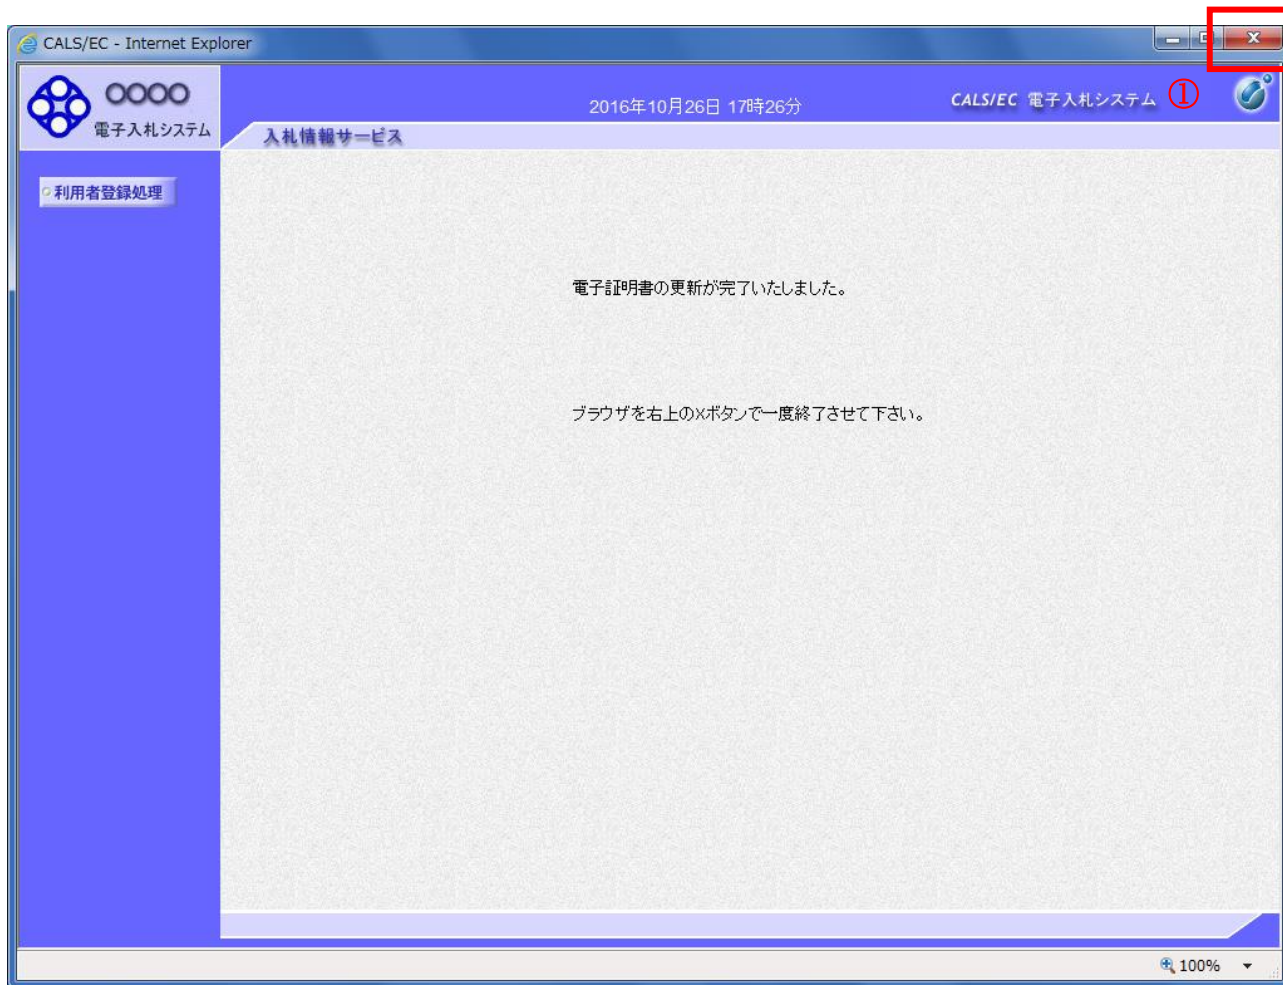 CALS/EC - Internet Explorer
〇〇〇〇
電子入札システム
2016年10月26日 17時26分
CALS/EC 電子入札システム ①
入札情報サービス
利用者登録処理
電子証明書の更新が完了いたしました。
ブラウザを右上の×ボタンで一度終了させて下さい。
100%